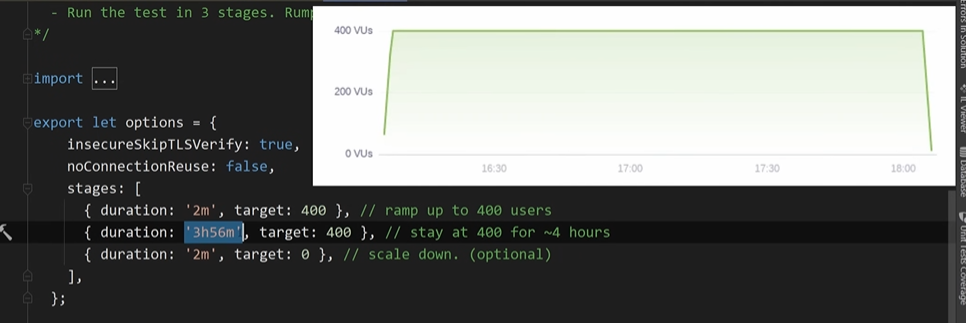 - Run the test in 3 stages.
*/
import ...
export let options = {
insecureSkipTLSVerify: true,
noConnectionReuse: false,
stages: [
{ duration: '2m', target: 400 }, // ramp up to 400 users
{ duration: '3h56m', target: 400 }, // stay at 400 for ~4 hours
{ duration: '2m', target: 0 }, // scale down. (optional)
],
};
400 VUs
200 VUs
0 VUs
16:30 17:00 17:30 18:00
Errors In Solution
IL Viewer
Database
Unit Tests Coverage